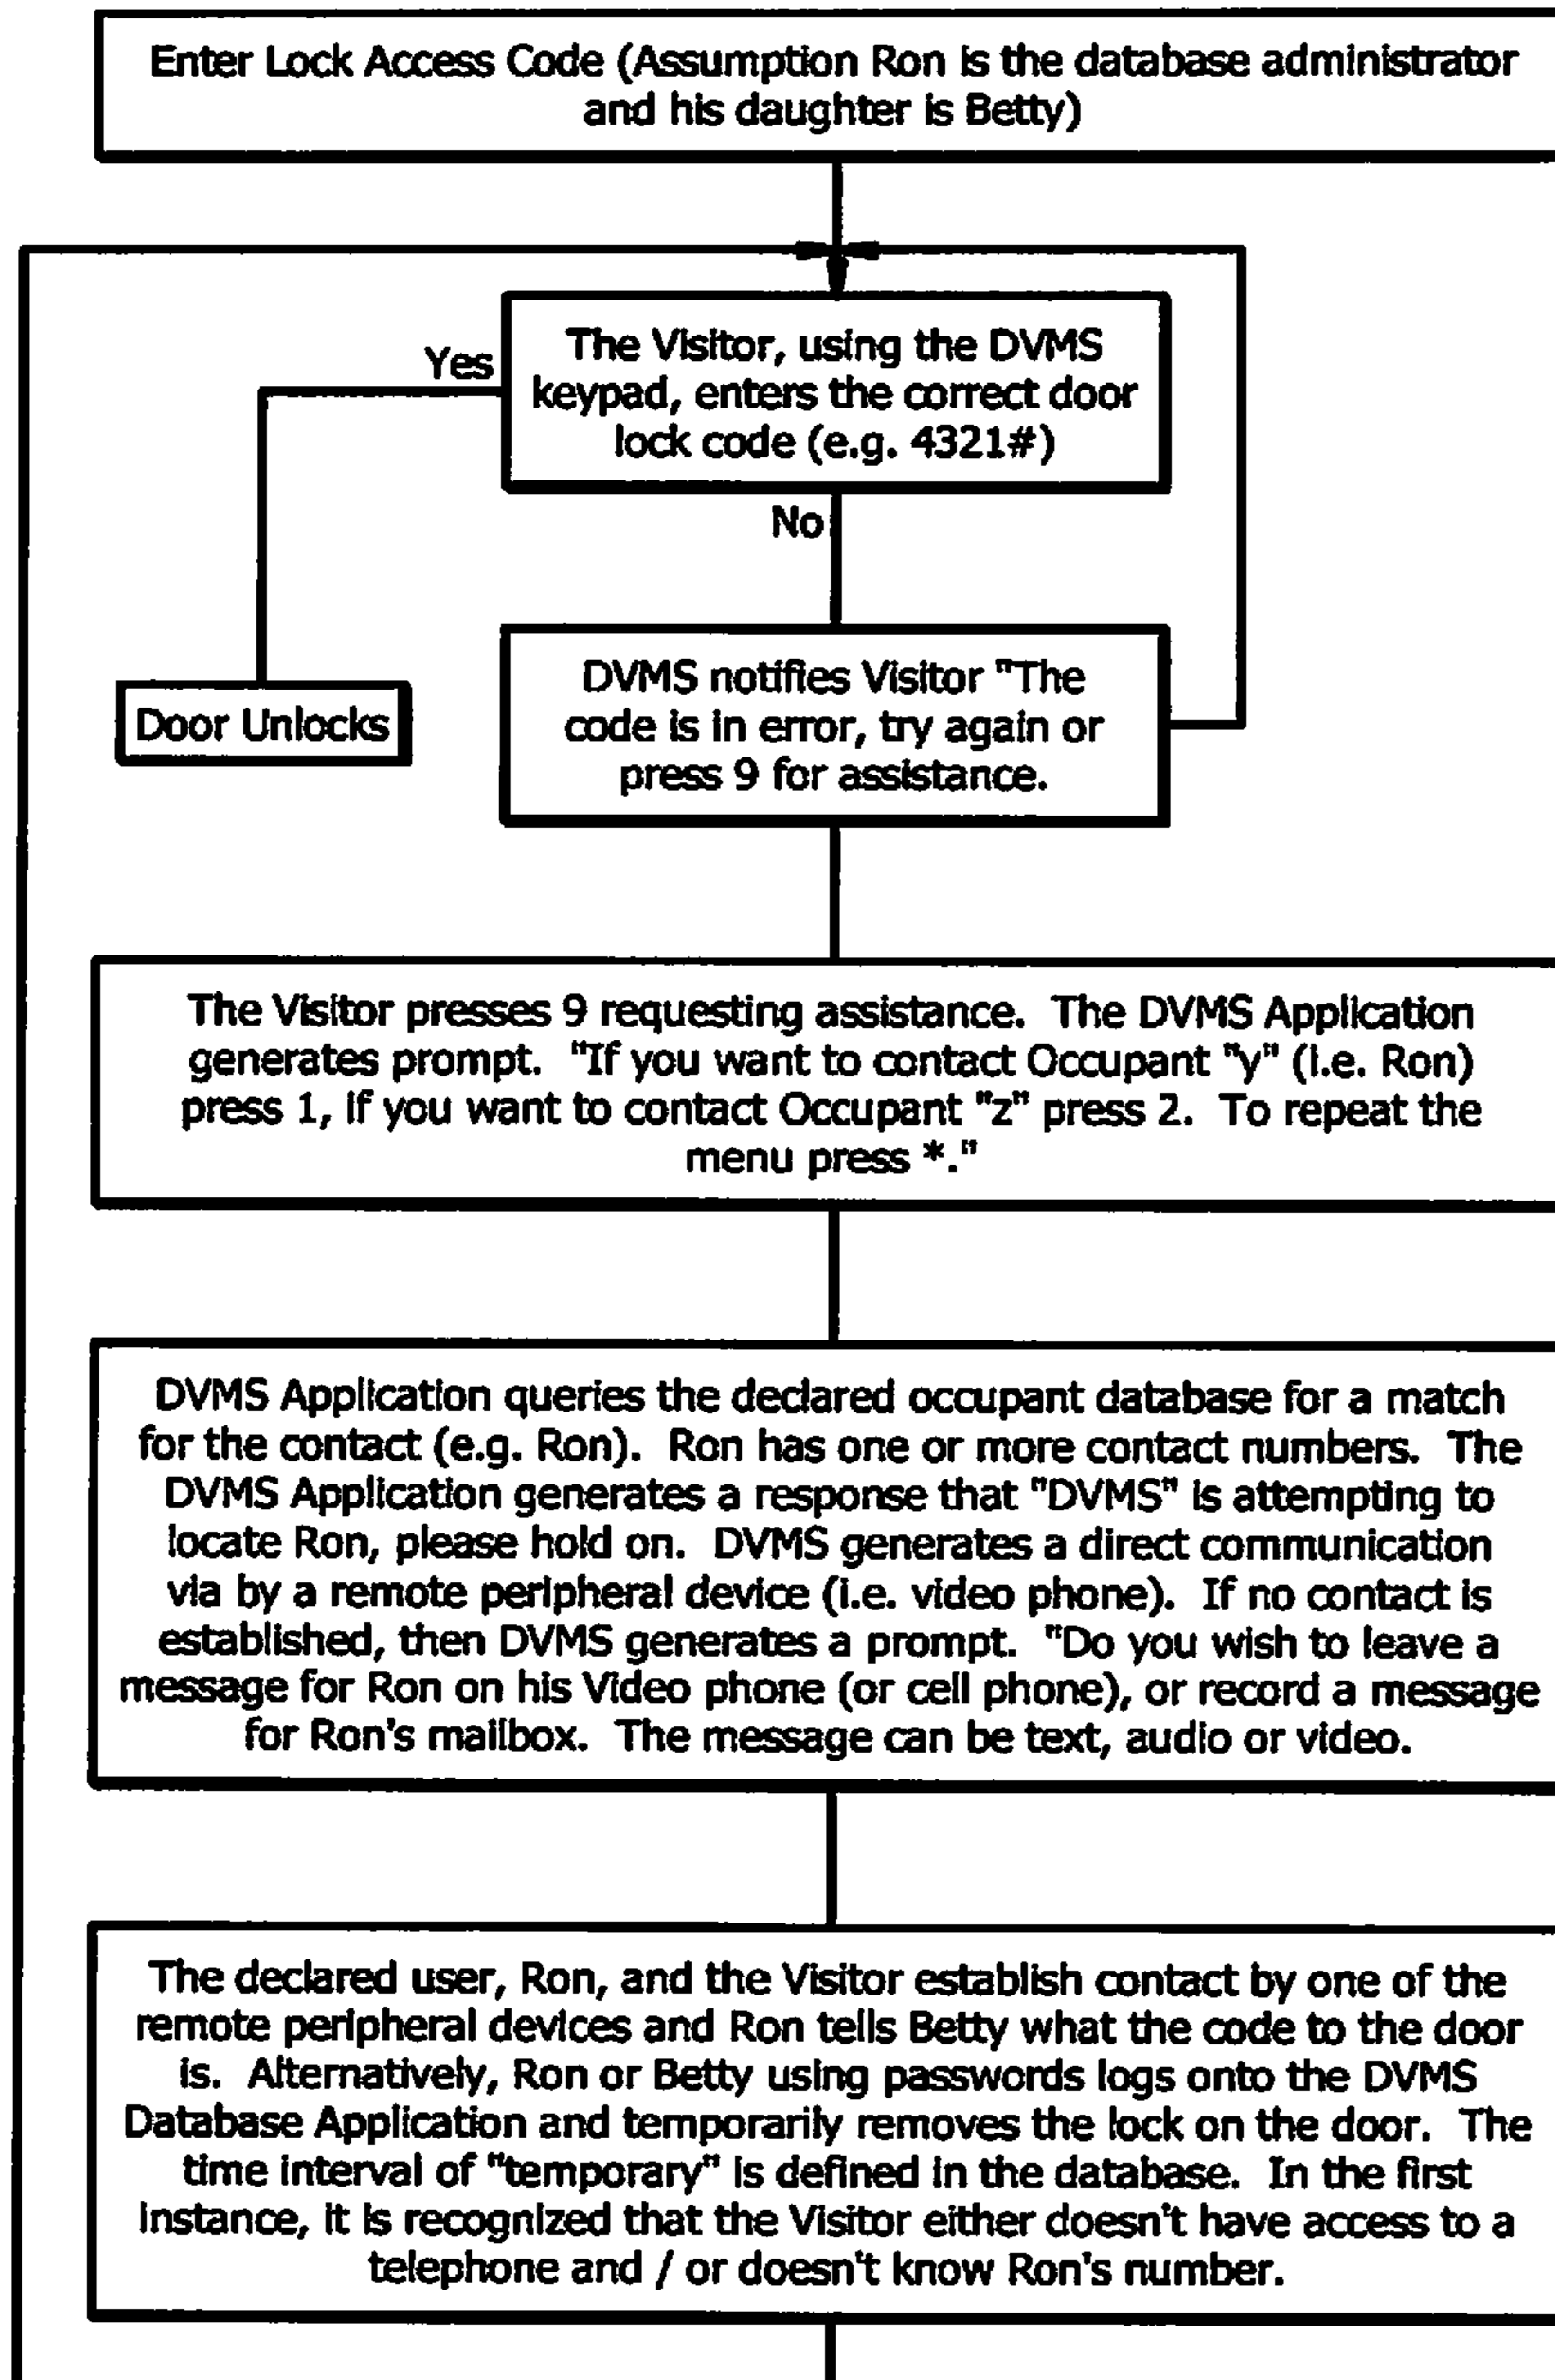 Enter Lock Access Code (Assumption Ron is the database administrator
and his daughter is Betty)
Yes
The Visitor, using the DVMS
keypad, enters the correct door
lock code (e.g. 4321#)
No
Door Unlocks
DVMS notifies Visitor "The
code is in error, try again or
press 9 for assistance.
The Visitor presses 9 requesting assistance. The DVMS Application
generates prompt. "If you want to contact Occupant "y" (i.e. Ron)
press 1, if you want to contact Occupant "z" press 2. To repeat the
menu press *."
DVMS Application queries the declared occupant database for a match
for the contact (e.g. Ron). Ron has one or more contact numbers. The
DVMS Application generates a response that "DVMS" is attempting to
locate Ron, please hold on. DVMS generates a direct communication
via by a remote peripheral device (i.e. video phone). If no contact is
established, then DVMS generates a prompt. "Do you wish to leave a
message for Ron on his Video phone (or cell phone), or record a message
for Ron's mailbox. The message can be text, audio or video.
The declared user, Ron, and the Visitor establish contact by one of the
remote peripheral devices and Ron tells Betty what the code to the door
is. Alternatively, Ron or Betty using passwords logs onto the DVMS
Database Application and temporarily removes the lock on the door. The
time interval of "temporary" is defined in the database. In the first
instance, it is recognized that the Visitor either doesn't have access to a
telephone and / or doesn't know Ron's number.